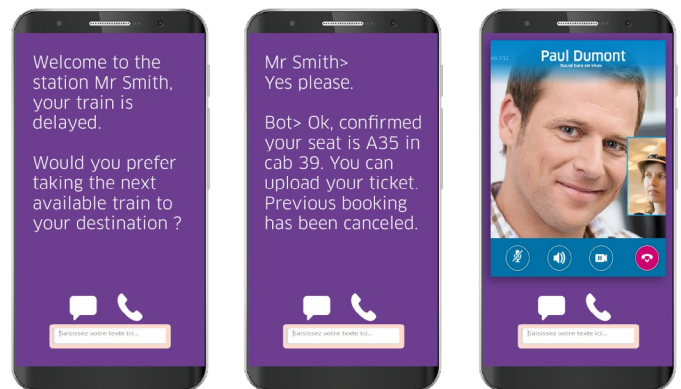 Welcome to the
station Mr Smith,
your train is
delayed.
Would you prefer
taking the next
available train to
your destination ?
Saisissez votre texte ici...
Mr Smith>
Yes please.
Bot> Ok, confirmed
your seat is A35 in
cab 39. You can
upload your ticket.
Previous booking
has been canceled.
Saisissez votre texte ici...
Paul Dumont
Saisissez votre texte ici...